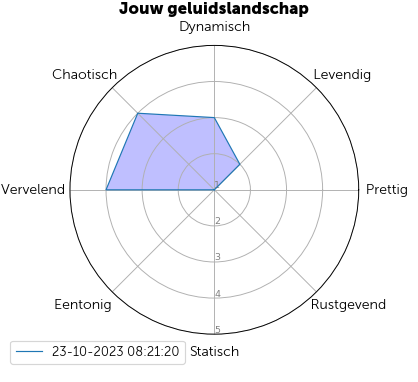 Jouw geluidslandschap
Dynamisch
Chaotisch
Levendig
Vervelend
Prettig
1
2
3
4
5
Eentonig
Rustgevend
23-10-2023 08:21:20
Statisch